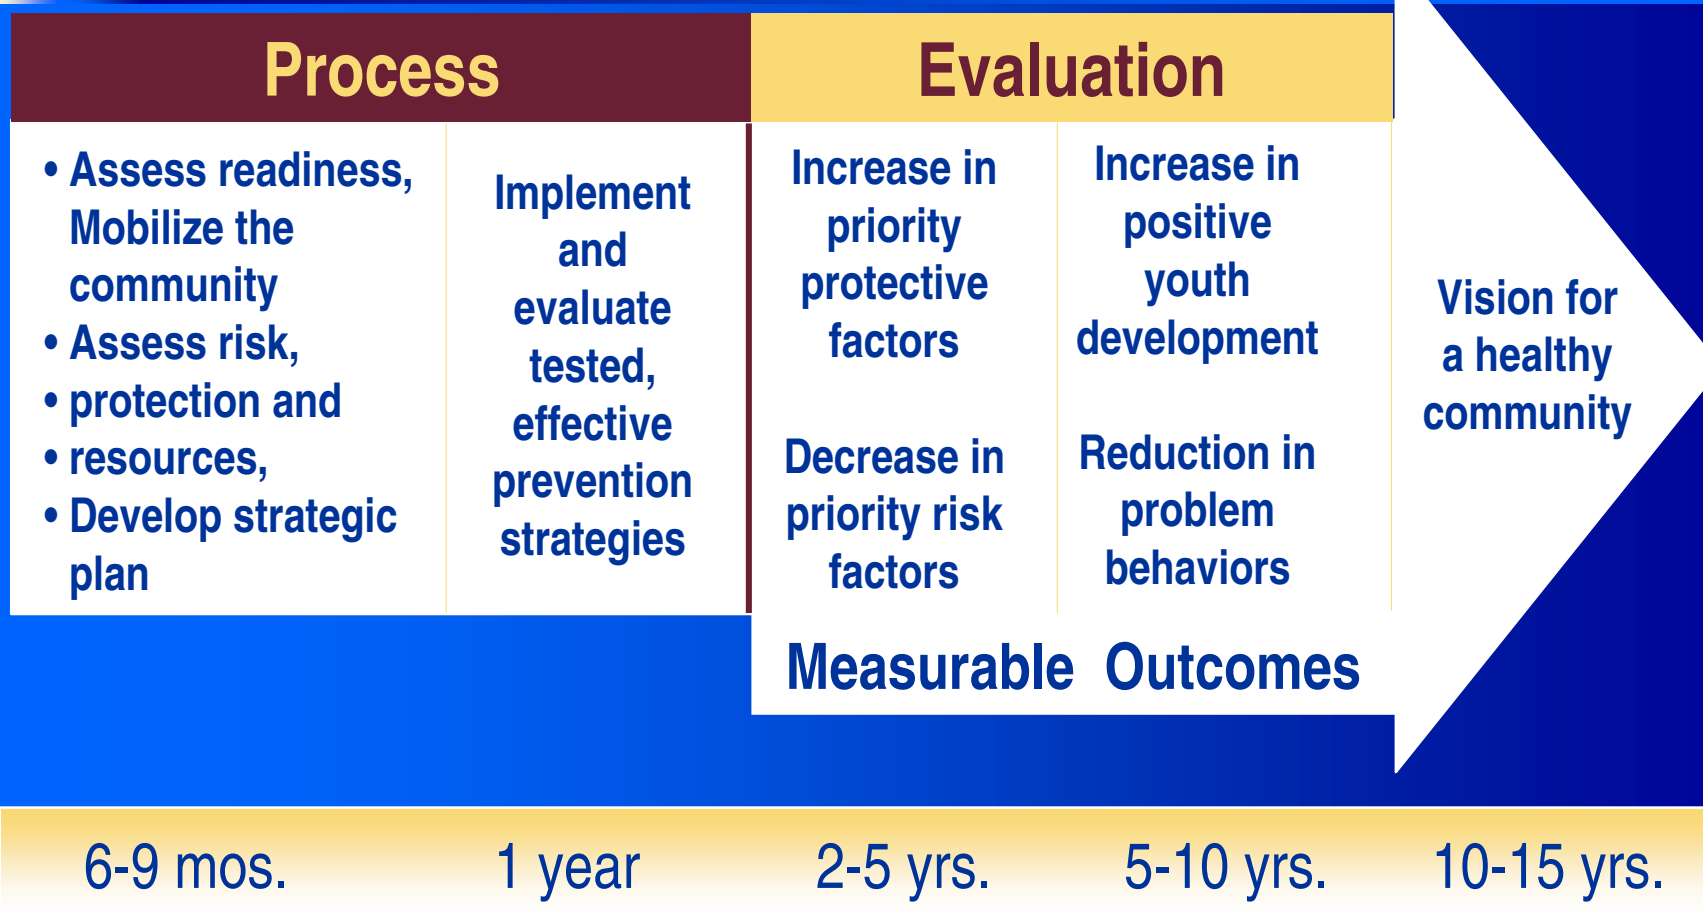 Process
Evaluation
• Assess readiness,
Mobilize the
community
• Assess risk,
• protection and
• resources,
• Develop strategic
plan
Implement
and
evaluate
tested,
effective
prevention
strategies
Increase in
priority
protective
factors
Decrease in
priority risk
factors
Increase in
positive
youth
development
Reduction in
problem
behaviors
Measurable Outcomes
Vision for
a healthy
community
6-9 mos.
1 year
2-5 yrs.
5-10 yrs.
10-15 yrs.